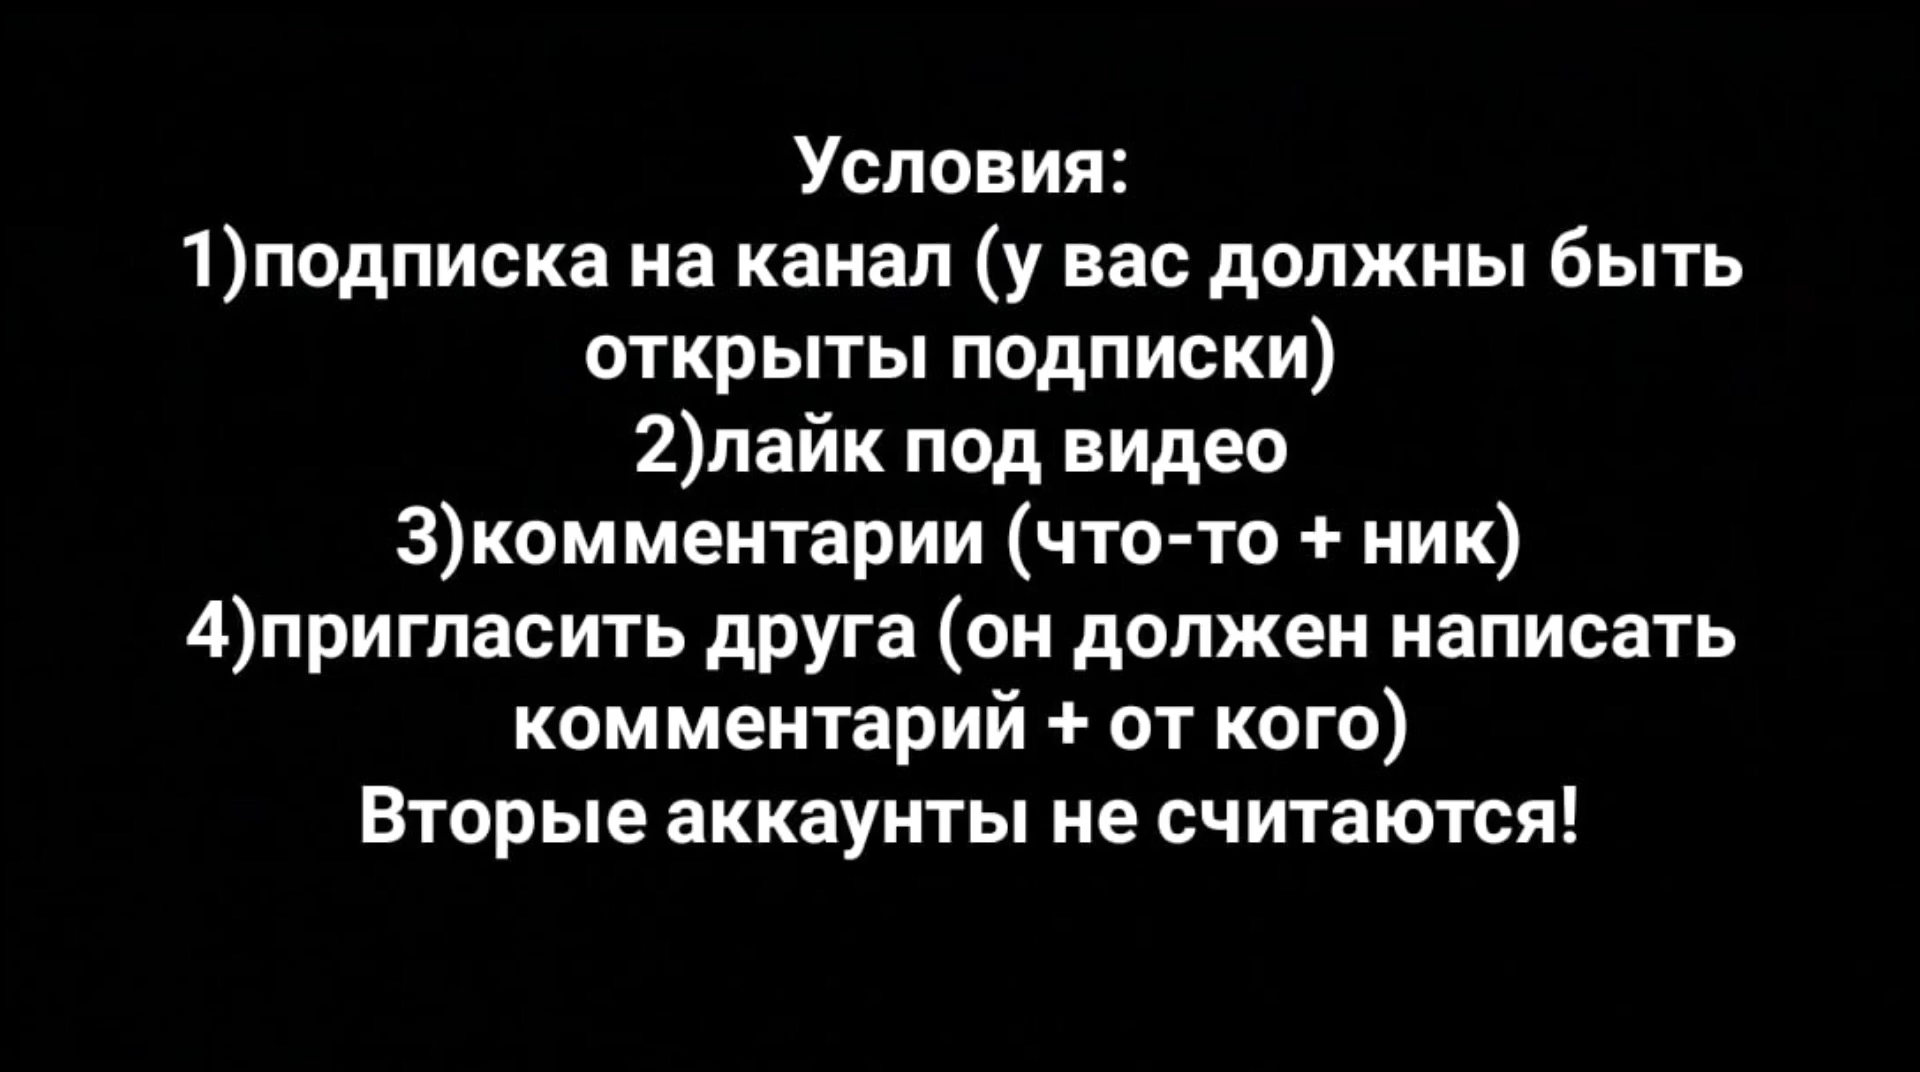 Условия:
1)подписка на канал (у вас должны быть
открыты подписки)
2)лайк под видео
3)комментарии (что-то + ник)
4)пригласить друга (он должен написать
комментарий + от кого)
Вторые аккаунты не считаются!